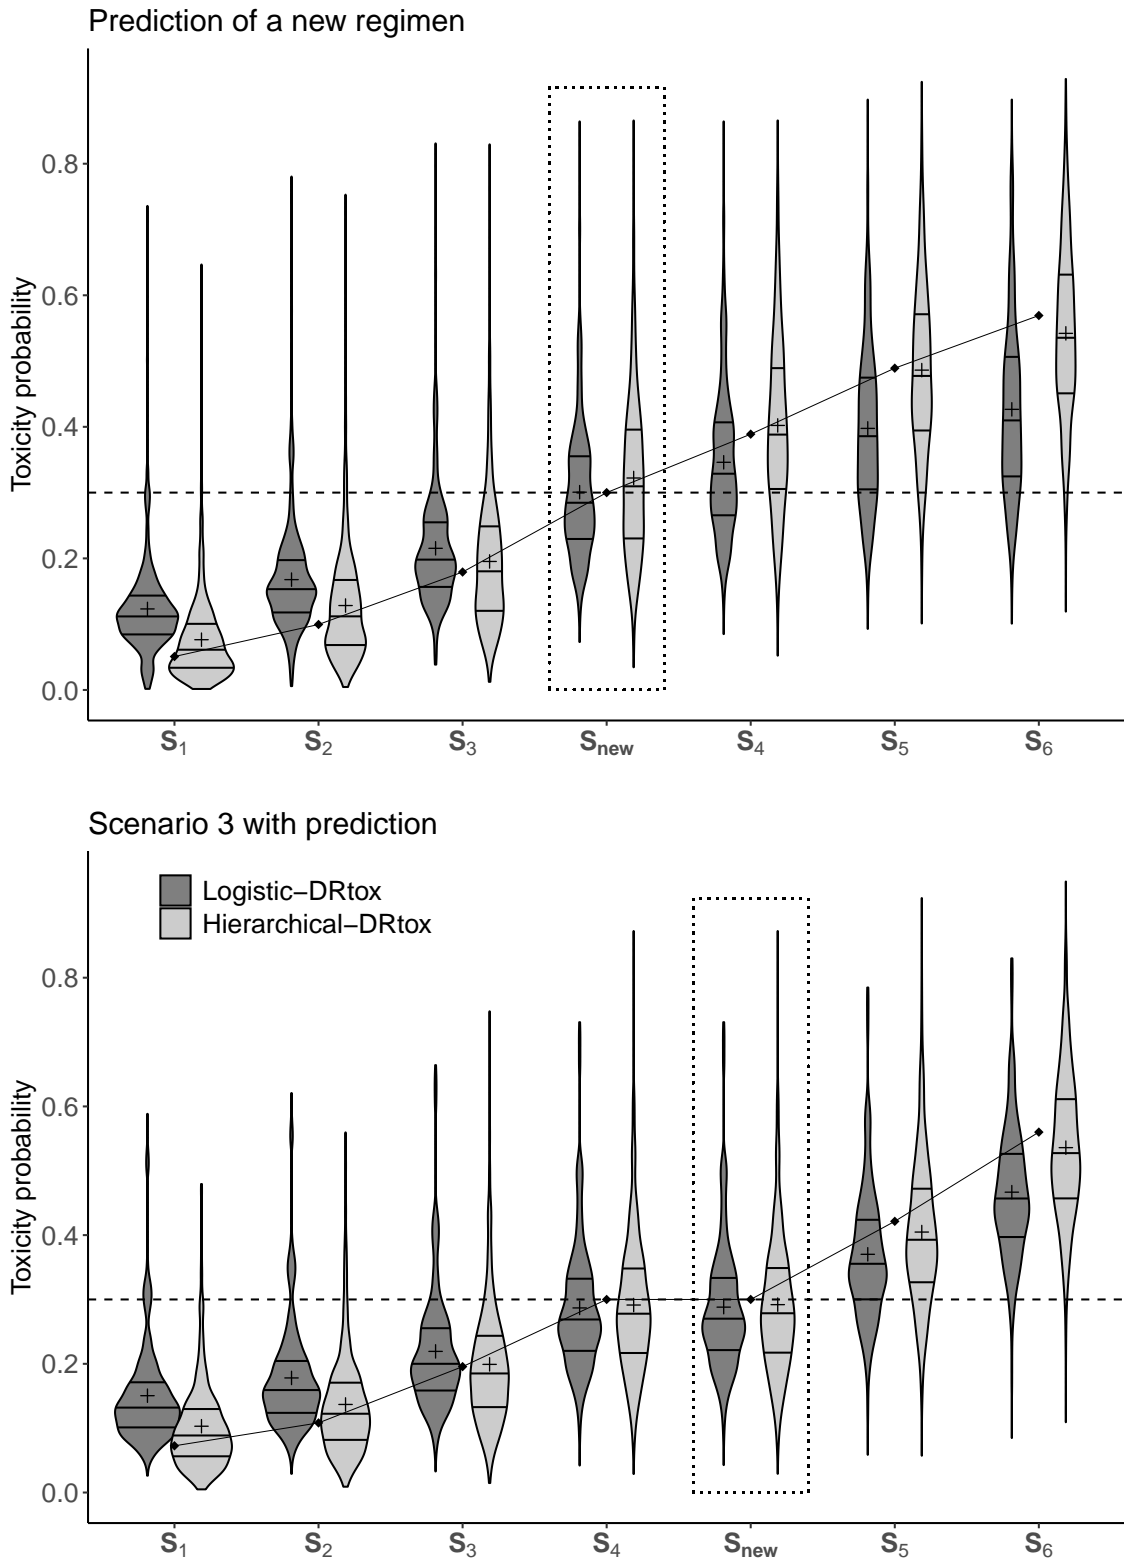 Prediction of a new regimen
Toxicity probability
0.8
0.6
0.4
0.2
0.0
S1 S2 S3 Snew S4 S5 S6
Scenario 3 with prediction
Logistic−DRtox
Hierarchical−DRtox
Toxicity probability
0.8
0.6
0.4
0.2
0.0
S1 S2 S3 S4 Snew S5 S6